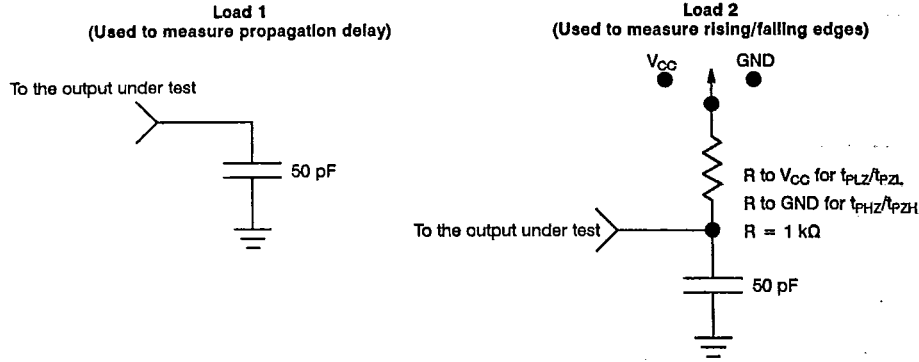 Load 1
(Used to measure propagation delay)
To the output under test
50 pF
Load 2
(Used to measure rising/falling edges)
VCC
GND
R to VCC for tPLZ/tPZL,
R to GND for tPHZ/tPZH
R = 1 kΩ
To the output under test
50 pF